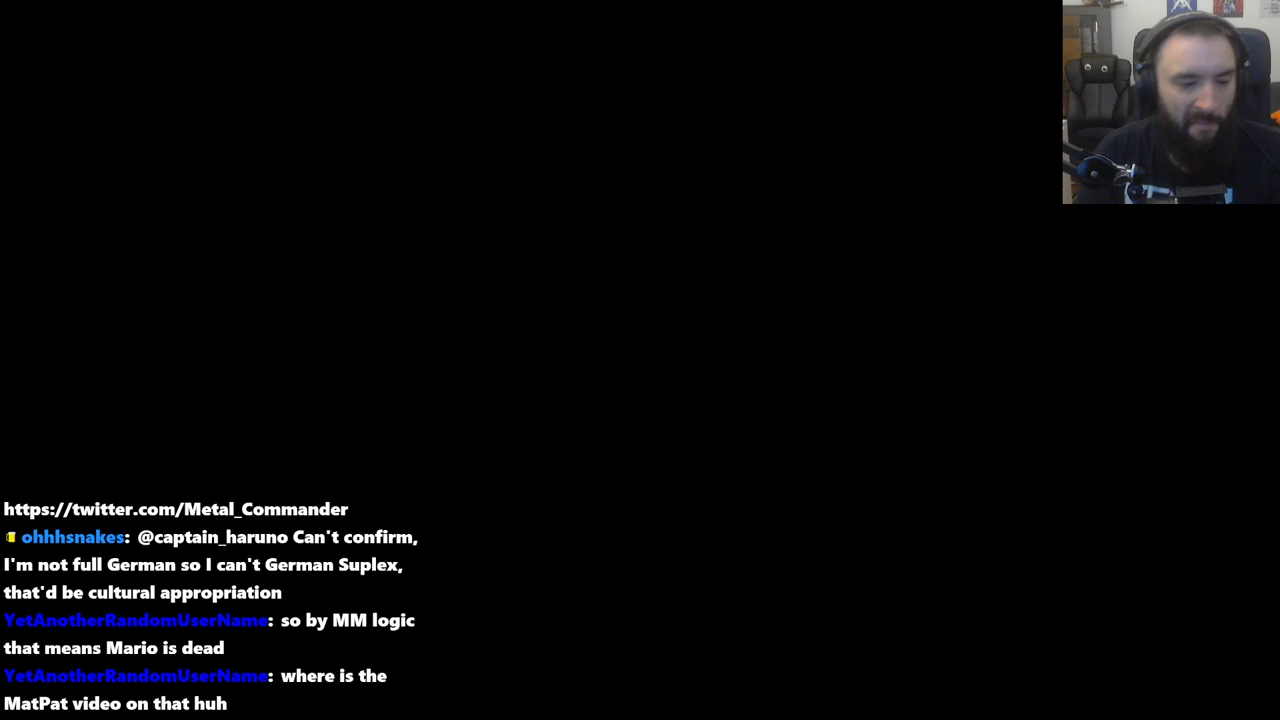 https://twitter.com/Metal_Commander
ohhhsnakes: @captain_haruno Can't confirm,
I'm not full German so I can't German Suplex,
that'd be cultural appropriation
YetAnotherRandomUserName: so by MM logic
that means Mario is dead
YetAnotherRandomUserName: where is the
MatPat video on that huh